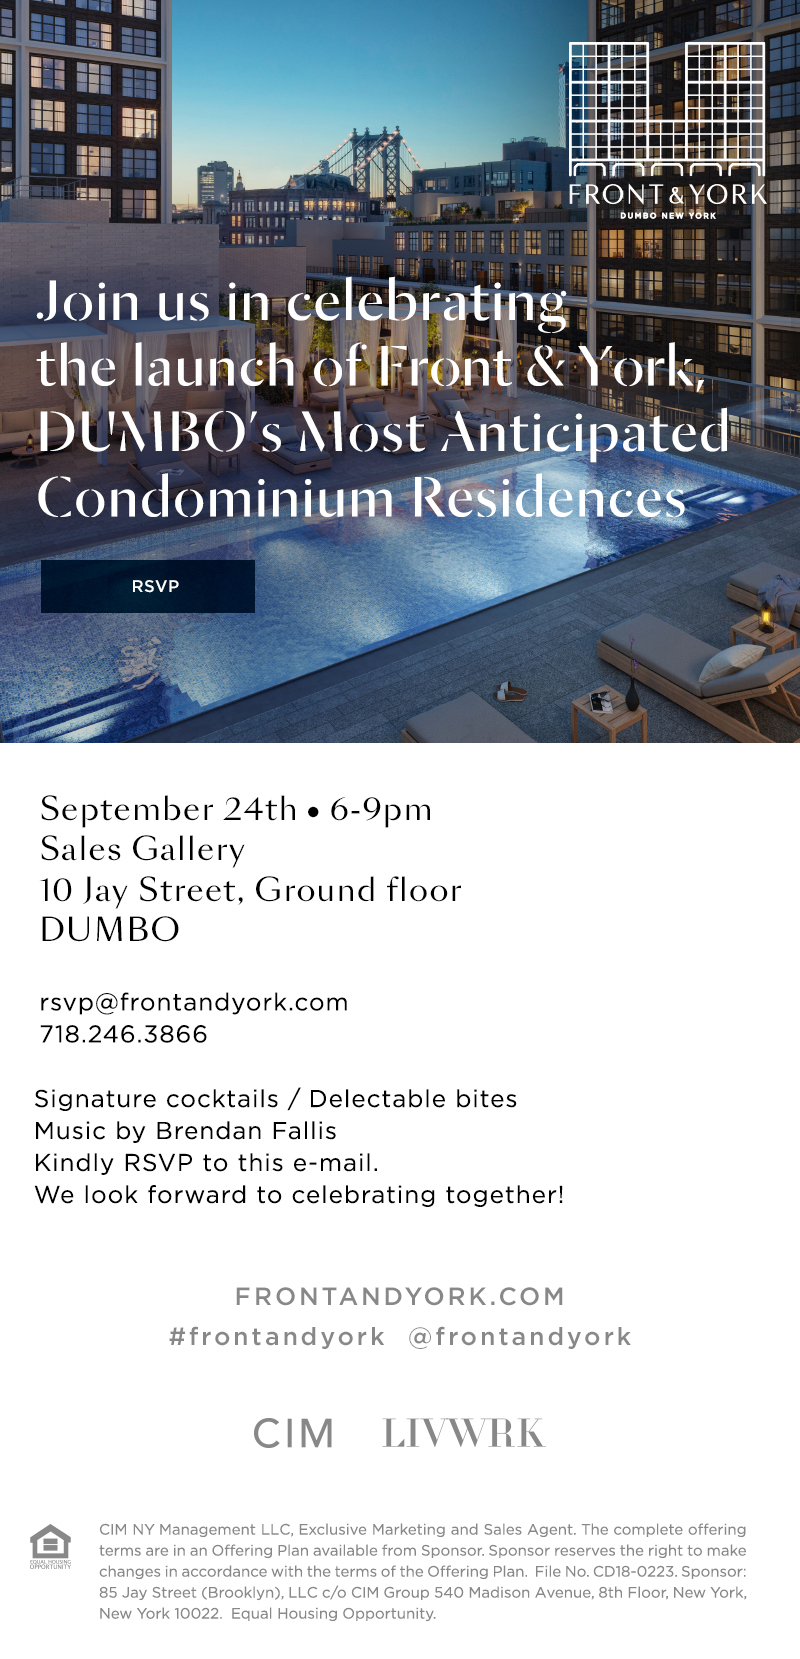 FRONT & YORK
DUMBO NEW YORK
Join us in celebrating
the launch of Front & York,
DUMBO's Most Anticipated
Condominium Residences
RSVP
September 24th • 6-9pm
Sales Gallery
10 Jay Street, Ground floor
DUMBO
rsvp@frontandyork.com
718.246.3866
Signature cocktails / Delectable bites
Music by Brendan Fallis
Kindly RSVP to this e-mail.
We look forward to celebrating together!
FRONTANDYORK.COM
#frontandyork @frontandyork
CIM LIVWRK
CIM NY Management LLC, Exclusive Marketing and Sales Agent. The complete offering
terms are in an Offering Plan available from Sponsor. Sponsor reserves the right to make
changes in accordance with the terms of the Offering Plan. File No. CD18-0223. Sponsor:
85 Jay Street (Brooklyn), LLC c/o CIM Group 540 Madison Avenue, 8th Floor, New York,
New York 10022. Equal Housing Opportunity.
EQUAL HOUSING
OPPORTUNITY